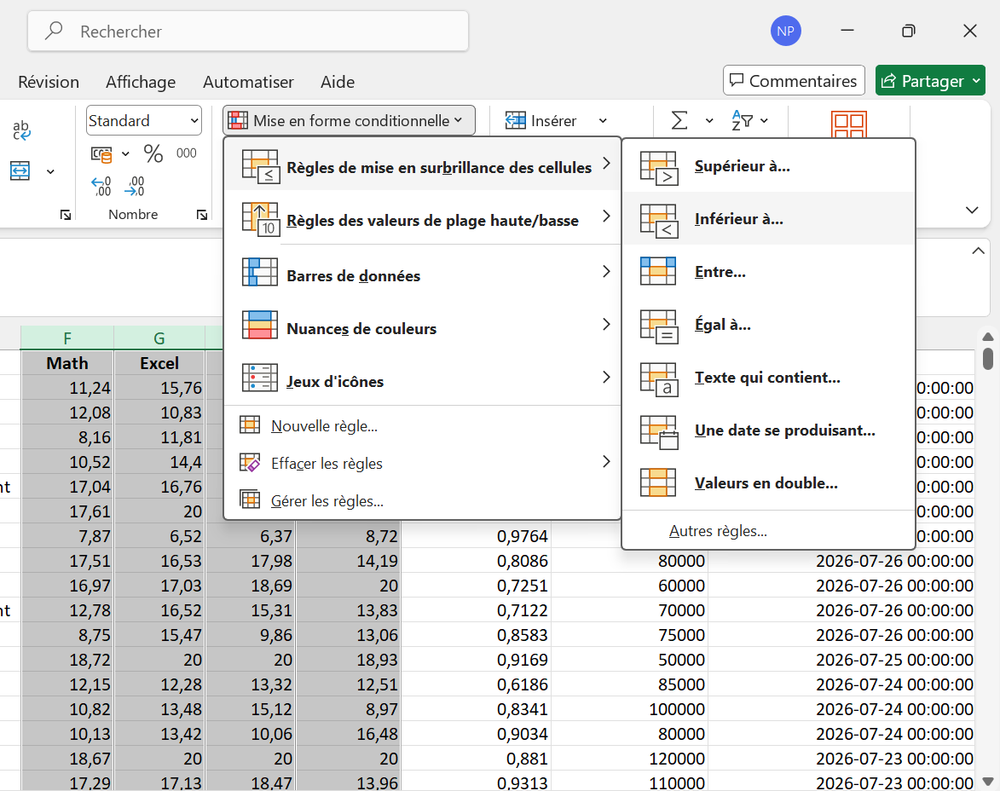 Rechercher
NP
Révision Affichage Automatiser Aide
Commentaires Partager
ab
c
Standard
Mise en forme conditionnelle
Insérer
Σ
A
Z
% 000
0 ,00
,00 0
Nombre
Règles de mise en surbrillance des cellules
Règles des valeurs de plage haute/basse
10
Barres de données
Nuances de couleurs
Jeux d'icônes
Nouvelle règle...
Effacer les règles
Gérer les règles...
Supérieur à...
Inférieur à...
Entre...
Égal à...
Texte qui contient...
a
Une date se produisant...
Valeurs en double...
Autres règles...
F G
Math Excel
11,24 15,76 0:00:00
12,08 10,83 0:00:00
8,16 11,81 0:00:00
10,52 14,4 0:00:00
nt 17,04 16,76 0:00:00
17,61 20 0:00:00
7,87 6,52 6,37 8,72 0,9764 0:00:00
17,51 16,53 17,98 14,19 0,8086 80000 2026-07-26 00:00:00
16,97 17,03 18,69 20 0,7251 60000 2026-07-26 00:00:00
nt 12,78 16,52 15,31 13,83 0,7122 70000 2026-07-26 00:00:00
8,75 15,47 9,86 13,06 0,8583 75000 2026-07-26 00:00:00
18,72 20 20 18,93 0,9169 50000 2026-07-25 00:00:00
12,15 12,28 13,32 12,51 0,6186 85000 2026-07-24 00:00:00
10,82 13,48 15,12 8,97 0,8341 100000 2026-07-24 00:00:00
10,13 13,42 10,06 16,48 0,9034 80000 2026-07-24 00:00:00
18,67 20 20 20 0,881 120000 2026-07-23 00:00:00
17,29 17,13 18,47 13,96 0,9313 110000 2026-07-23 00:00:00